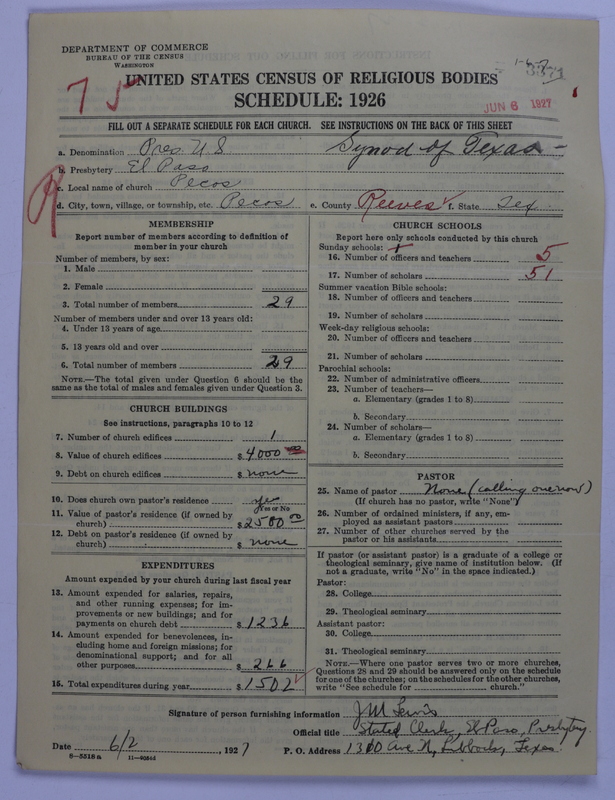 DEPARTMENT OF COMMERCE
BUREAU OF THE CENSUS
WASHINGTON
7 5
UNITED STATES CENSUS OF RELIGIOUS BODIES
SCHEDULE: 1926
JUN 6 1927
FILL OUT A SEPARATE SCHEDULE FOR EACH CHURCH. SEE INSTRUCTIONS ON THE BACK OF THIS SHEET
a. Denomination Pres. U S Synod of Texas
b. Presbytery El Paso
c. Local name of church Pecos
d. City, town, village, or township, etc. Pecos e. County Reeves f. State Tex.
MEMBERSHIP
Report number of members according to definition of member in your church
Number of members, by sex:
1. Male
2. Female
3. Total number of members 29
Number of members under and over 13 years old:
4. Under 13 years of age
5. 13 years old and over
6. Total number of members 29
NOTE.—The total given under Question 6 should be the same as the total of males and females given under Question 3.
CHURCH BUILDINGS
See instructions, paragraphs 10 to 12
7. Number of church edifices 1
8. Value of church edifices $ 4000
9. Debt on church edifices $ none
10. Does church own pastor's residence yes
Yes or No
11. Value of pastor's residence (if owned by church) $ 2500 00
12. Debt on pastor's residence (if owned by church) $ none
EXPENDITURES
Amount expended by your church during last fiscal year
13. Amount expended for salaries, repairs, and other running expenses; for improvements or new buildings; and for payments on church debt $ 1236
14. Amount expended for benevolences, including home and foreign missions; for denominational support; and for all other purposes $ 266
15. Total expenditures during year $ 1502
CHURCH SCHOOLS
Report here only schools conducted by this church
Sunday schools:
16. Number of officers and teachers 5
17. Number of scholars 51
Summer vacation Bible schools:
18. Number of officers and teachers
19. Number of scholars
Week-day religious schools:
20. Number of officers and teachers
21. Number of scholars
Parochial schools:
22. Number of administrative officers
23. Number of teachers—
a. Elementary (grades 1 to 8)
b. Secondary
24. Number of scholars—
a. Elementary (grades 1 to 8)
b. Secondary
PASTOR
25. Name of pastor None (calling one now)
(If church has no pastor, write "None")
26. Number of ordained ministers, if any, employed as assistant pastors
27. Number of other churches served by the pastor or his assistants
If pastor (or assistant pastor) is a graduate of a college or theological seminary, give name of institution below. (If not a graduate, write "No" in the space indicated.)
Pastor:
28. College
29. Theological seminary
Assistant pastor:
30. College
31. Theological seminary
NOTE.—Where one pastor serves two or more churches, Questions 28 and 29 should be answered only on the schedule for one of the churches; on the schedules for the other churches, write "See schedule for church."
Signature of person furnishing information J M Lewis
Official title Stated Clerk, El Paso, Presbytery
Date 6/2, 1927 P. O. Address Ave N, Lubbock, Texas
8—5518a 11—9034d